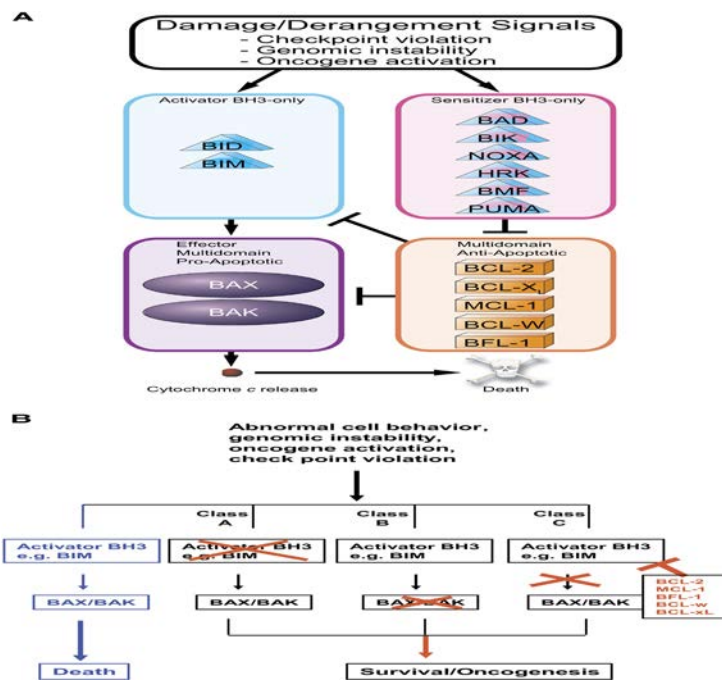 A
Damage/Derangement Signals
- Checkpoint violation
- Genomic instability
- Oncogene activation
Activator BH3-only
BID
BIM
Sensitizer BH3-only
BAD
BIK
NOXA
HRK
BMF
PUMA
Effector
Multidomain
Pro-Apoptotic
BAX
BAK
Multidomain
Anti-Apoptotic
BCL-2
BCL-XL
MCL-1
BCL-W
BFL-1
Cytochrome c release
Death
B
Abnormal cell behavior,
genomic instability,
oncogene activation,
check point violation
Class
A
Class
B
Class
C
Activator BH3
e.g. BIM
Activator BH3
e.g. BIM
Activator BH3
e.g. BIM
Activator BH3
e.g. BIM
BAX/BAK
BAX/BAK
BAX/BAK
BAX/BAK
BCL-2
MCL-1
BFL-1
BCL-w
BCL-xL
Death
Survival/Oncogenesis